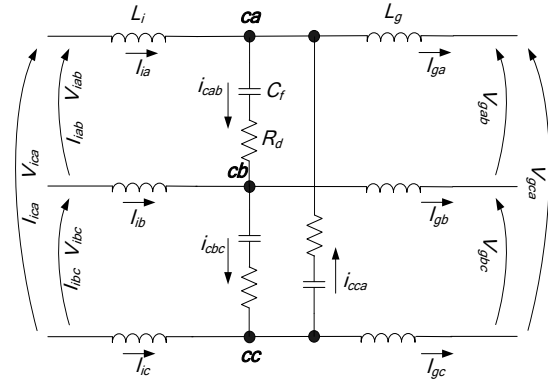 L_i
ca
L_g
I_ia
I_ga
i_cab
C_f
R_d
V_iab
I_iab
V_gab
V_ica
I_ica
V_gca
cb
I_ib
I_gb
i_cbc
i_cca
V_ibc
I_ibc
V_gbc
cc
I_ic
I_gc